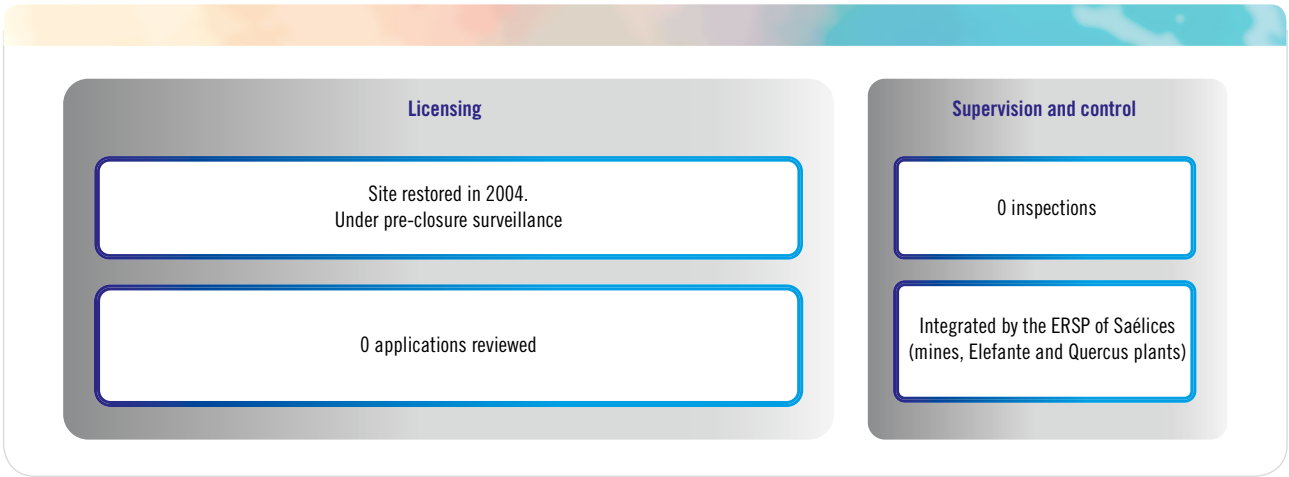 Licensing
Site restored in 2004.
Under pre-closure surveillance
0 applications reviewed
Supervision and control
0 inspections
Integrated by the ERSP of Saélices
(mines, Elefante and Quercus plants)